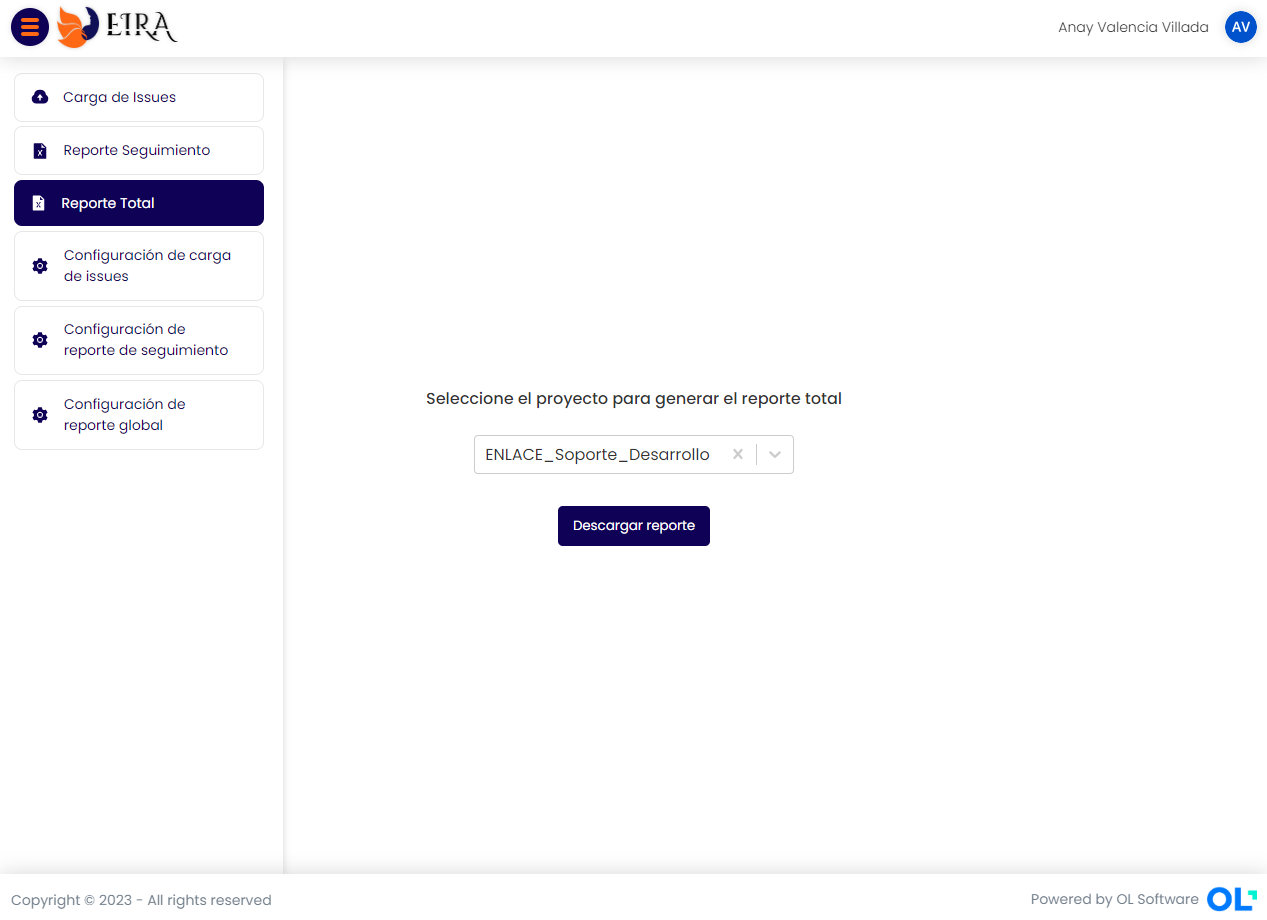 EIRA
Anay Valencia Villada
AV
Carga de Issues
Reporte Seguimiento
Reporte Total
Configuración de carga
de issues
Configuración de
reporte de seguimiento
Configuración de
reporte global
Seleccione el proyecto para generar el reporte total
ENLACE_Soporte_Desarrollo
Descargar reporte
Copyright © 2023 - All rights reserved
Powered by OL Software
OL